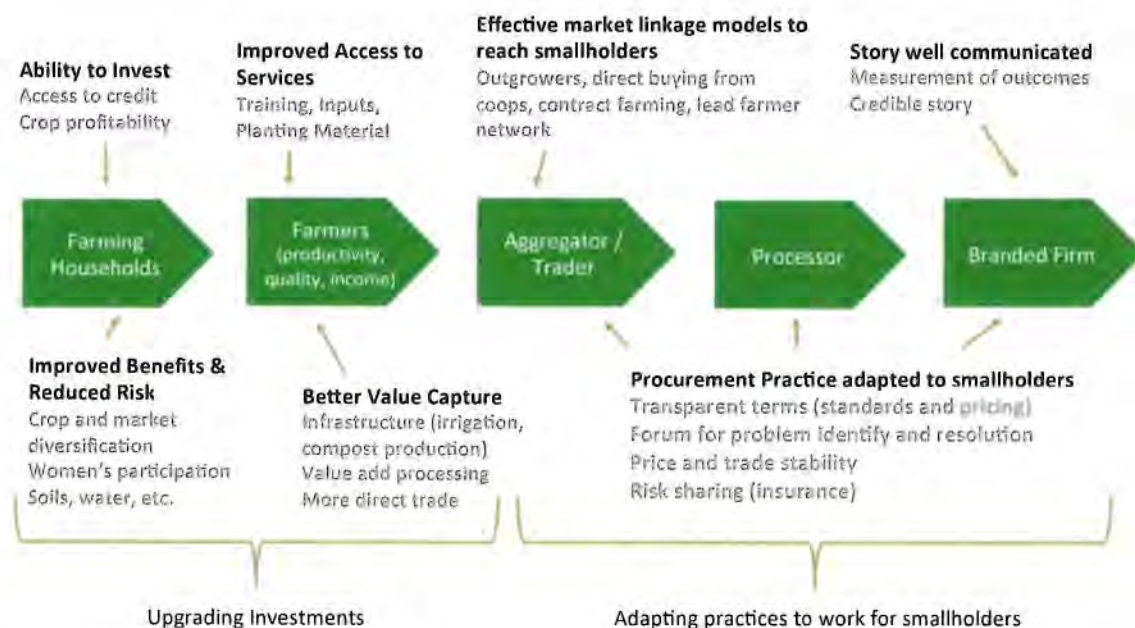 Ability to Invest
Access to credit
Crop profitability
Improved Access to
Services
Training, Inputs,
Planting Material
Effective market linkage models to
reach smallholders
Outgrowers, direct buying from
coops, contract farming, lead farmer
network
Story well communicated
Measurement of outcomes
Credible story
Farming
Households
Farmers
(productivity,
quality, income)
Aggregator /
Trader
Processor
Branded Firm
Improved Benefits &
Reduced Risk
Crop and market
diversification
Women's participation
Soils, water, etc.
Better Value Capture
Infrastructure (irrigation,
compost production)
Value add processing
More direct trade
Procurement Practice adapted to smallholders
Transparent terms (standards and pricing)
Forum for problem identify and resolution
Price and trade stability
Risk sharing (insurance)
Upgrading Investments
Adapting practices to work for smallholders